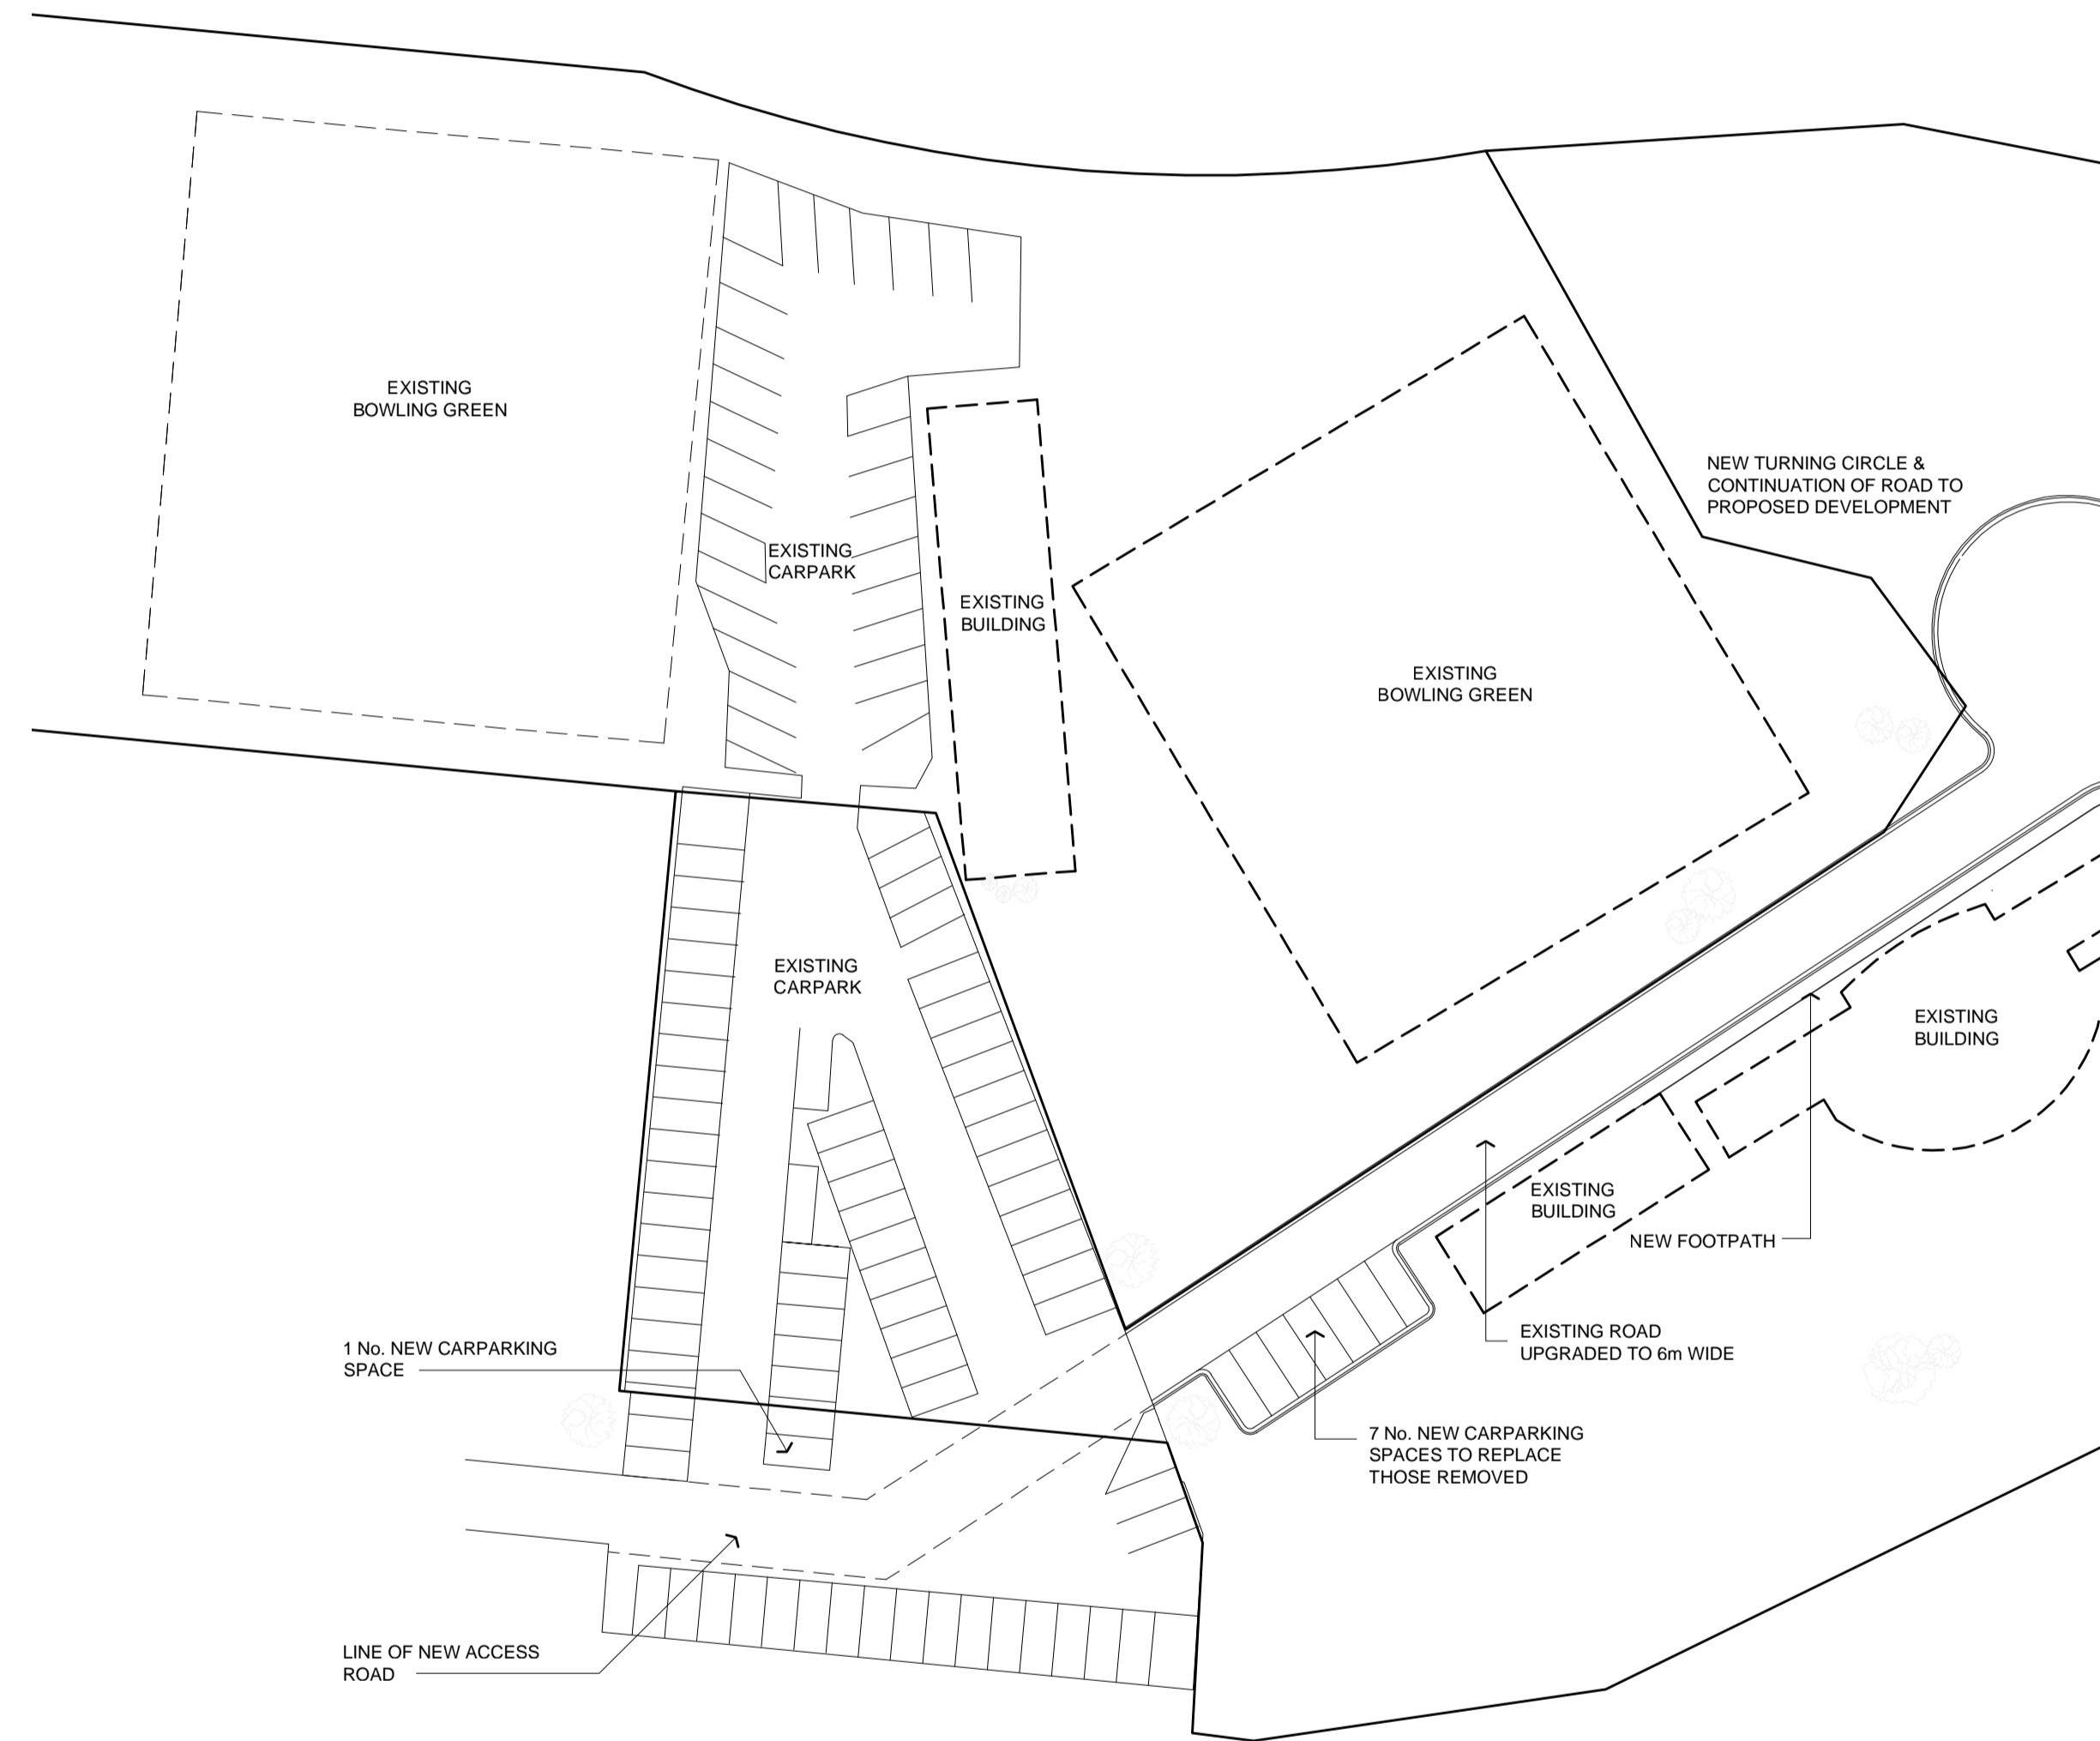 EXISTING
BOWLING GREEN
NEW TURNING CIRCLE &
CONTINUATION OF ROAD TO
PROPOSED DEVELOPMENT
EXISTING
CARPARK
EXISTING
BUILDING
EXISTING
BOWLING GREEN
EXISTING
CARPARK
EXISTING
BUILDING
EXISTING
BUILDING
NEW FOOTPATH
1 No. NEW CARPARKING
SPACE
EXISTING ROAD
UPGRADED TO 6m WIDE
7 No. NEW CARPARKING
SPACES TO REPLACE
THOSE REMOVED
LINE OF NEW ACCESS
ROAD